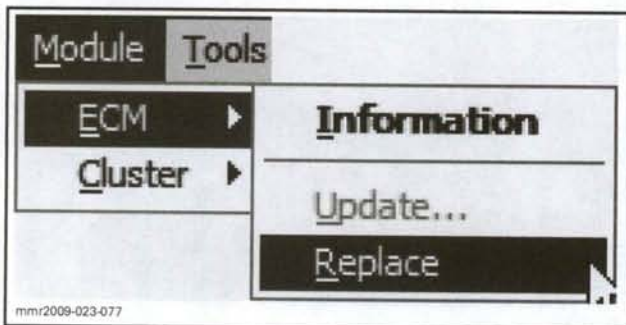 Module Tools
ECM Information
Cluster
Update...
Replace
mmr2009-023-077